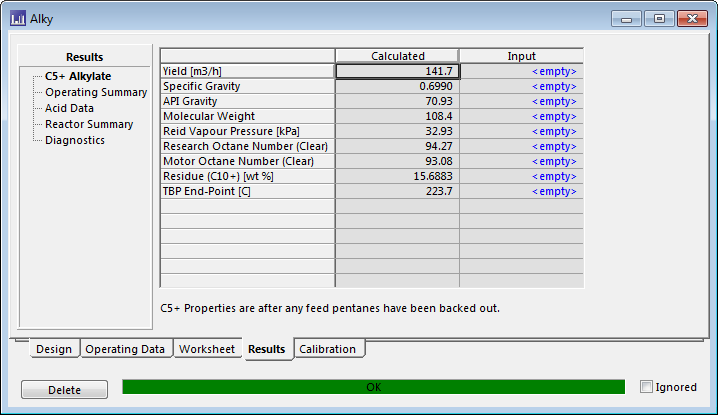 Alky
Results
C5+ Alkylate
Operating Summary
Acid Data
Reactor Summary
Diagnostics
Calculated Input
Yield [m3/h] 141.7 <empty>
Specific Gravity 0.6990 <empty>
API Gravity 70.93 <empty>
Molecular Weight 108.4 <empty>
Reid Vapour Pressure [kPa] 32.93 <empty>
Research Octane Number (Clear) 94.27 <empty>
Motor Octane Number (Clear) 93.08 <empty>
Residue (C10+) [wt %] 15.6883 <empty>
TBP End-Point [C] 223.7 <empty>
C5+ Properties are after any feed pentanes have been backed out.
Design Operating Data Worksheet Results Calibration
Delete OK Ignored